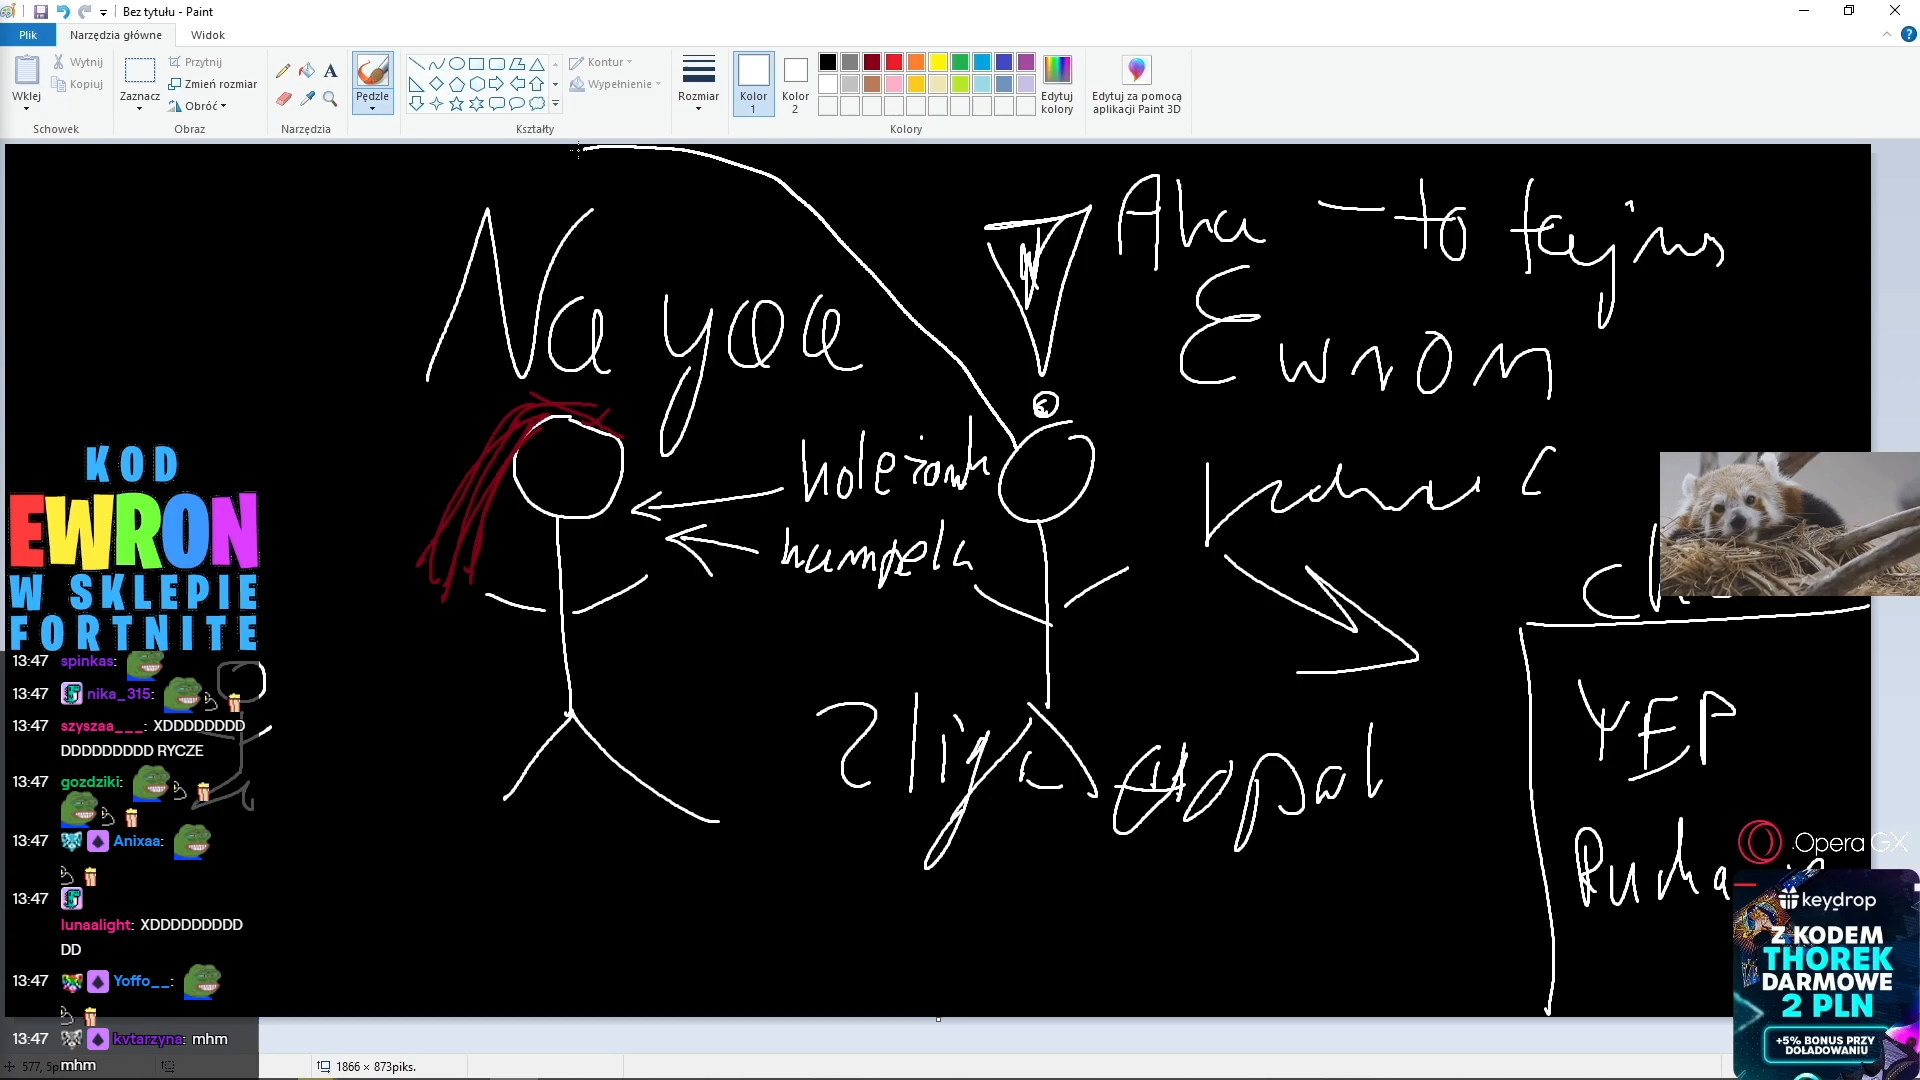 Bez tytułu - Paint
Plik
Narzędzia główne
Widok
Wklej
Wytnij
Kopiuj
Schowek
Zaznacz
Przytnij
Zmień rozmiar
Obróć
Obraz
Narzędzia
Pędzle
Kształty
Kontur
Wypełnienie
Rozmiar
Kolor
1
Kolor
2
Edytuj
kolory
Kolory
Edytuj za pomocą
aplikacji Paint 3D
Aha - to tajns
Ewron
YEP
KOD
EWRON
W SKLEPIE
FORTNITE
13:47 spinkas:
13:47 nika_315:
13:47 szyszaa___: XDDDDDDDD
DDDDDDDDD RYCZE
13:47 gozdziki:
13:47 Anixaa:
13:47
lunaalight: XDDDDDDDDD
DD
13:47 Yoffo__:
13:47 kvtarzyna: mhm
mhm
1866 × 873piks.
Opera GX
keydrop
Z KODEM
THOREK
DARMOWE
2 PLN
+5% BONUS PRZY
DOŁADOWANIU